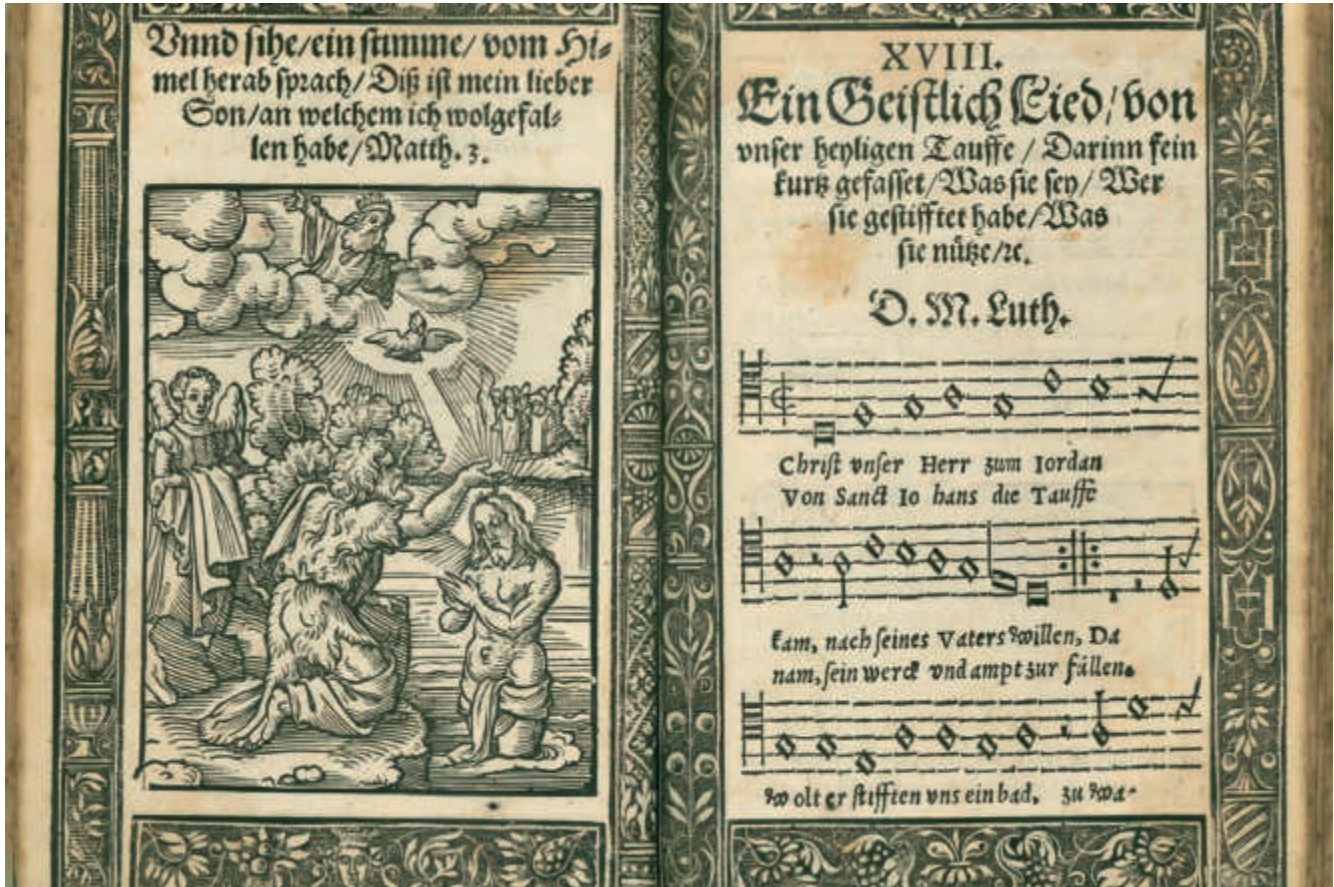 Vnnd sihe/ein stimme/ vom Hi=
mel herab sprach/Diß ist mein lieber
Son/an welchem ich wolgefal=
len habe/Matth. 3.
XVIII.
Ein Geistlich Lied/von
vnser heyligen Tauffe / Darinn fein
kurtz gefasset/Was sie sey/ Wer
sie gestifftet habe/Was
sie nütze/ꝛc.
D. M. Luth.
Christ vnser Herr zum Iordan
Von Sanct Io hans die Tauffe
kam, nach seines Vaters willen, Da
nam, sein werck vnd ampt zur füllen.
Wolt er stifften vns ein bad, zu wa-